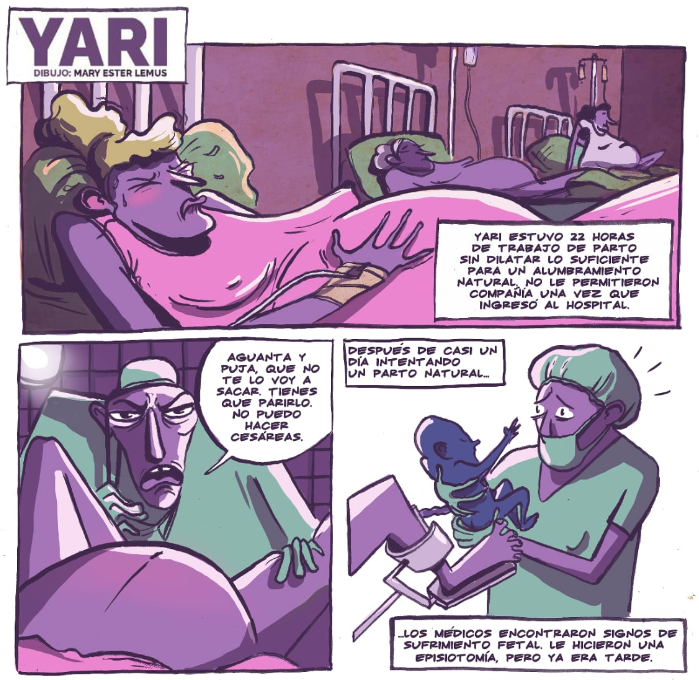 YARI
DIBUJO: MARY ESTER LEMUS
YARI ESTUVO 22 HORAS
DE TRABAJO DE PARTO
SIN DILATAR LO SUFICIENTE
PARA UN ALUMBRAMIENTO
NATURAL. NO LE PERMITIERON
COMPAÑÍA UNA VEZ QUE
INGRESÓ AL HOSPITAL.
AGUANTA Y
PUJA, QUE NO
TE LO VOY A
SACAR. TIENES
QUE PARIRLO.
NO PUEDO
HACER
CESÁREAS.
DESPUÉS DE CASI UN
DÍA INTENTANDO
UN PARTO NATURAL...
...LOS MÉDICOS ENCONTRARON SIGNOS DE
SUFRIMIENTO FETAL. LE HICIERON UNA
EPISIOTOMÍA, PERO YA ERA TARDE.